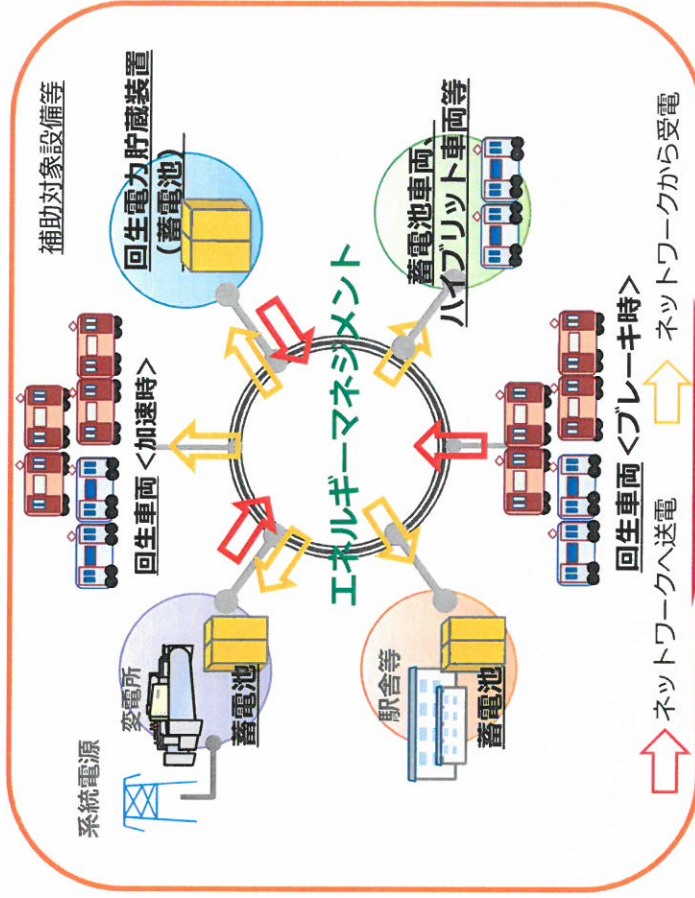 補助対象設備等
系統電源
変電所
蓄電池
回生車両 <加速時>
回生電力貯蔵装置
(蓄電池)
エネルギーマネジメント
駅舎等
蓄電池
回生車両 <ブレーキ時>
蓄電池車両、
ハイブリット車両等
ネットワークへ送電
ネットワークから受電